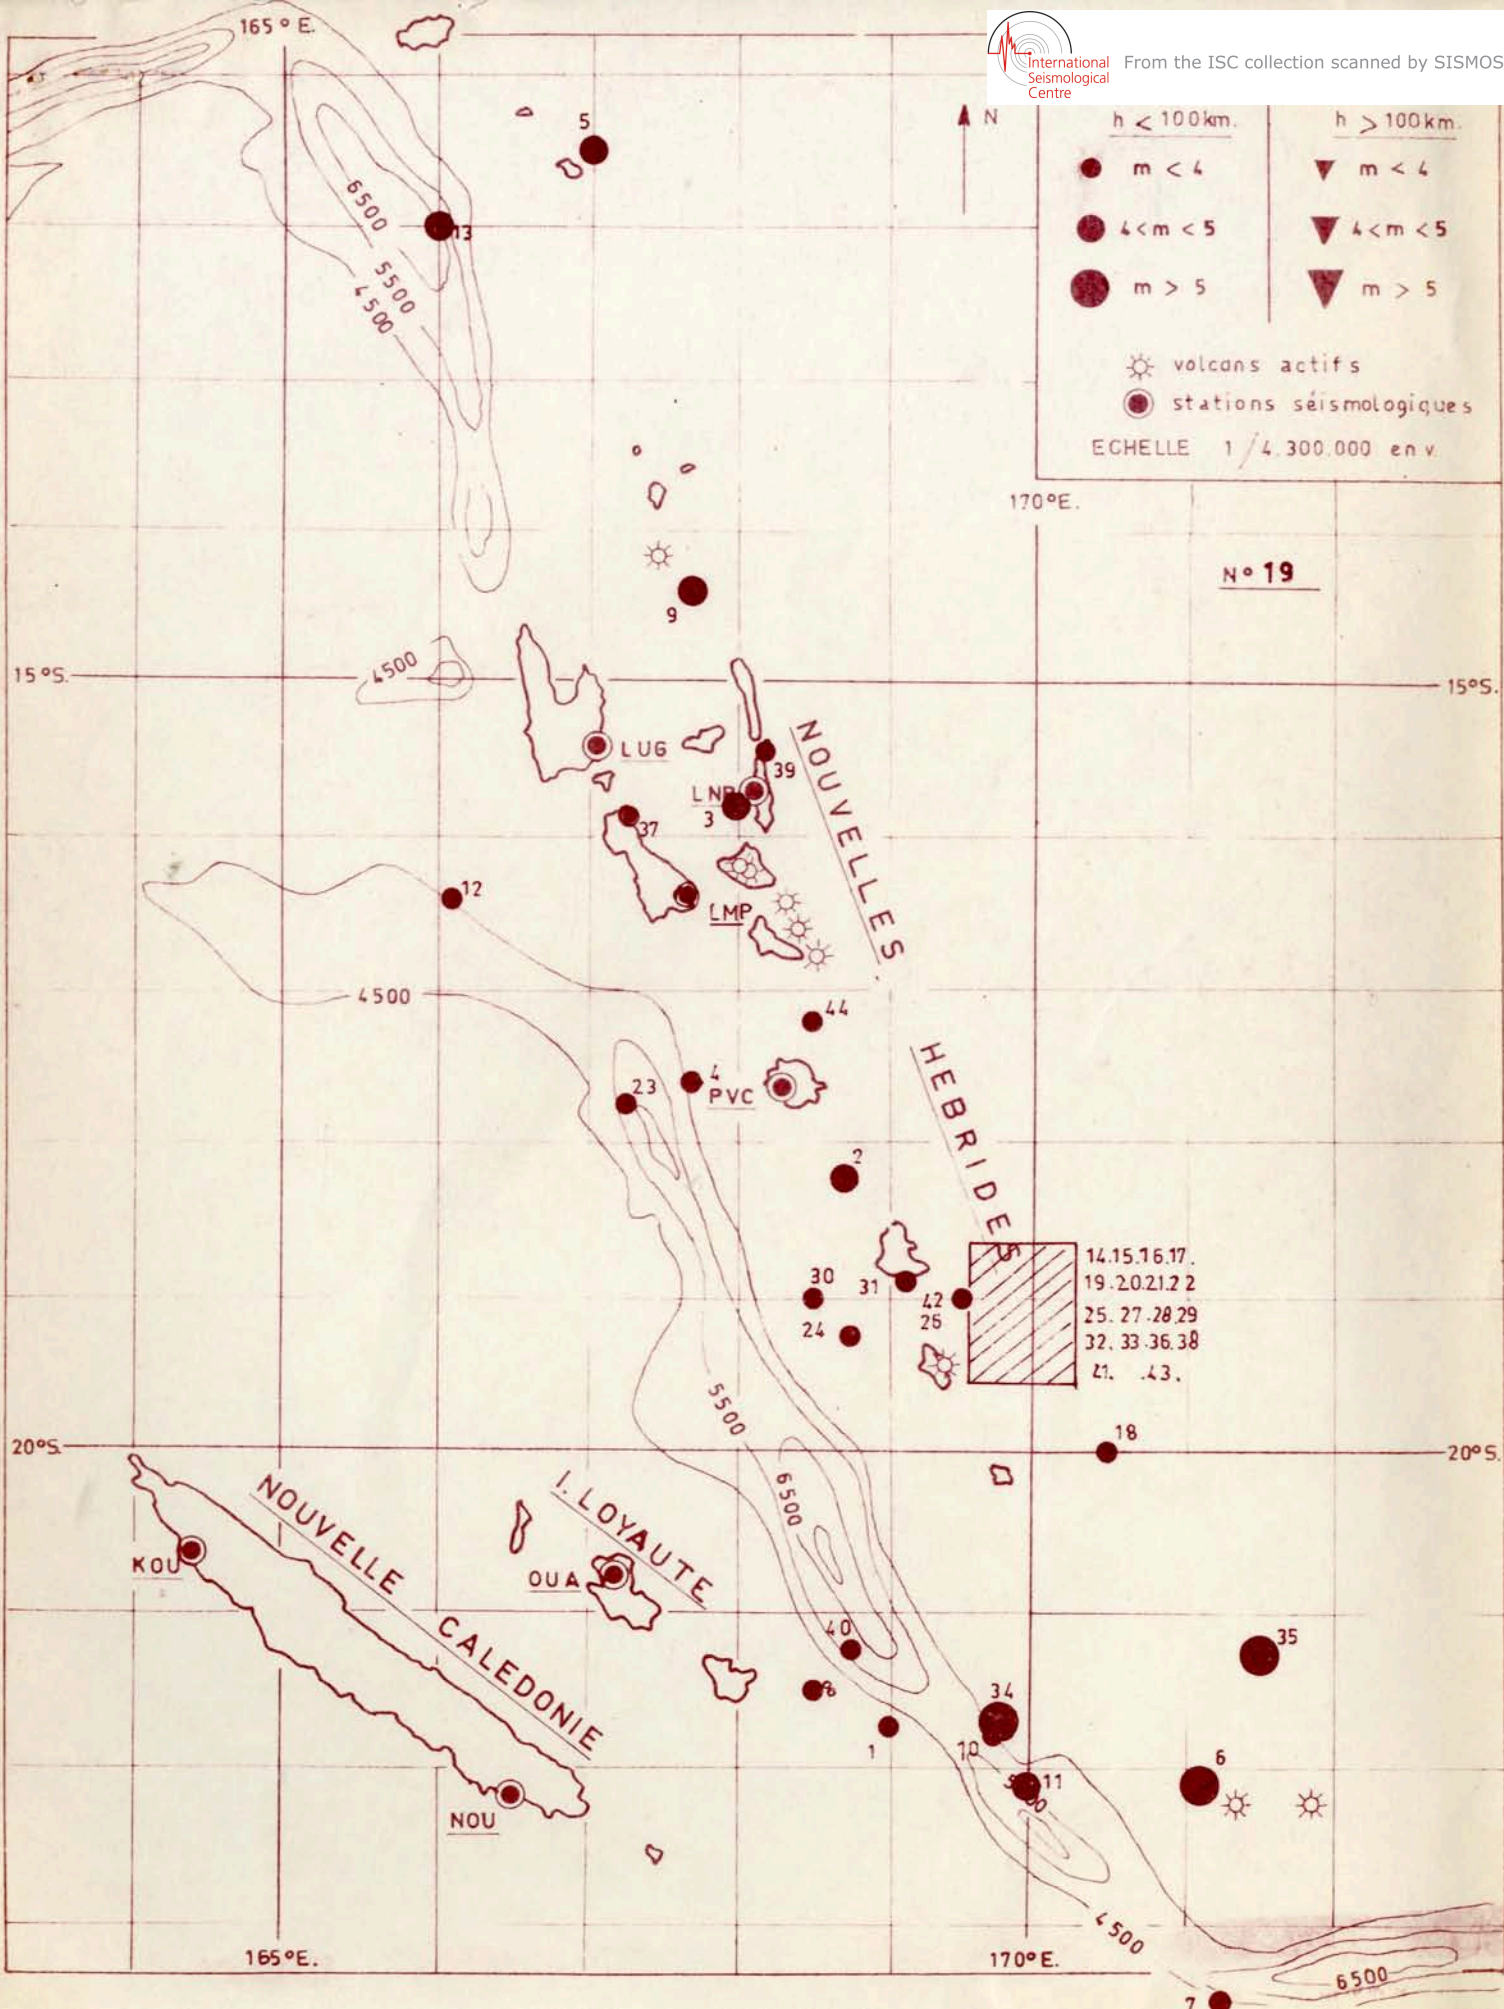 165° E.
International
Seismological
Centre
From the ISC collection scanned by SISMOS
N
h < 100km.
h > 100km.
m < 4
m < 4
4<m < 5
4<m <5
m > 5
m > 5
volcans actifs
stations séismologiques
ECHELLE 1/4.300.000 env.
5
13
6500
5500
4500
170°E.
N° 19
9
15°S.
4500
15°S.
NOUVELLES
LUG
39
LNR
3
37
12
LMP
4500
44
HEBRIDES
4
PVC
23
2
14.15.16.17.
19.20.21.22
25. 27.28.29
32. 33.36.38
41. .43.
30
31
42
26
24
5500
18
20°S.
20°S.
6500
NOUVELLE CALEDONIE
I. LOYAUTE
KOU
OUA
40
35
8
34
1
10
11
6
NOU
4500
165°E.
170°E.
6500
7